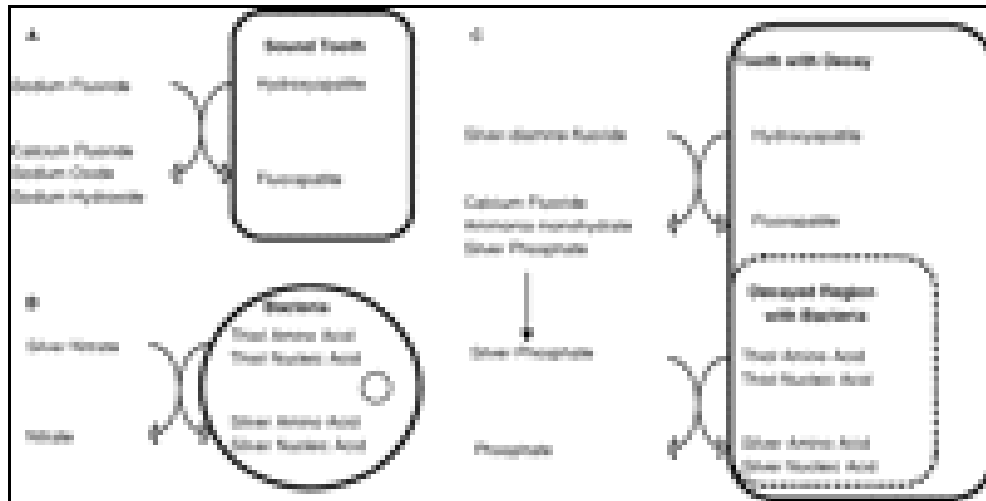 A
Sound Tooth
Sodium Fluoride
Hydroxyapatite
Calcium Fluoride
Sodium Oxide
Sodium Hydroxide
Fluorapatite
B
Bacteria
Silver Nitrate
Thiol Amino Acid
Thiol Nucleic Acid
Silver Amino Acid
Silver Nucleic Acid
Nitrate
C
Tooth with Decay
Silver diamine fluoride
Hydroxyapatite
Calcium Fluoride
Ammonia monohydrate
Silver Phosphate
Fluorapatite
Decayed Region
with Bacteria
Silver Phosphate
Thiol Amino Acid
Thiol Nucleic Acid
Phosphate
Silver Amino Acid
Silver Nucleic Acid